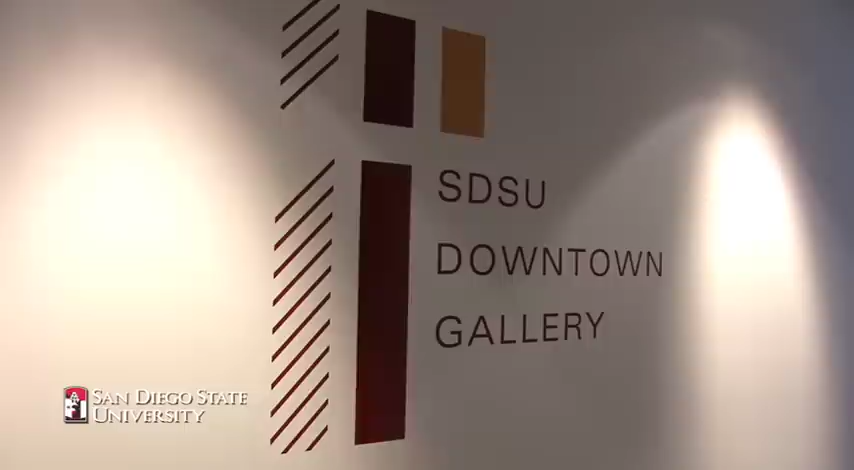 SDSU
DOWNTOWN
GALLERY
SAN DIEGO STATE
UNIVERSITY